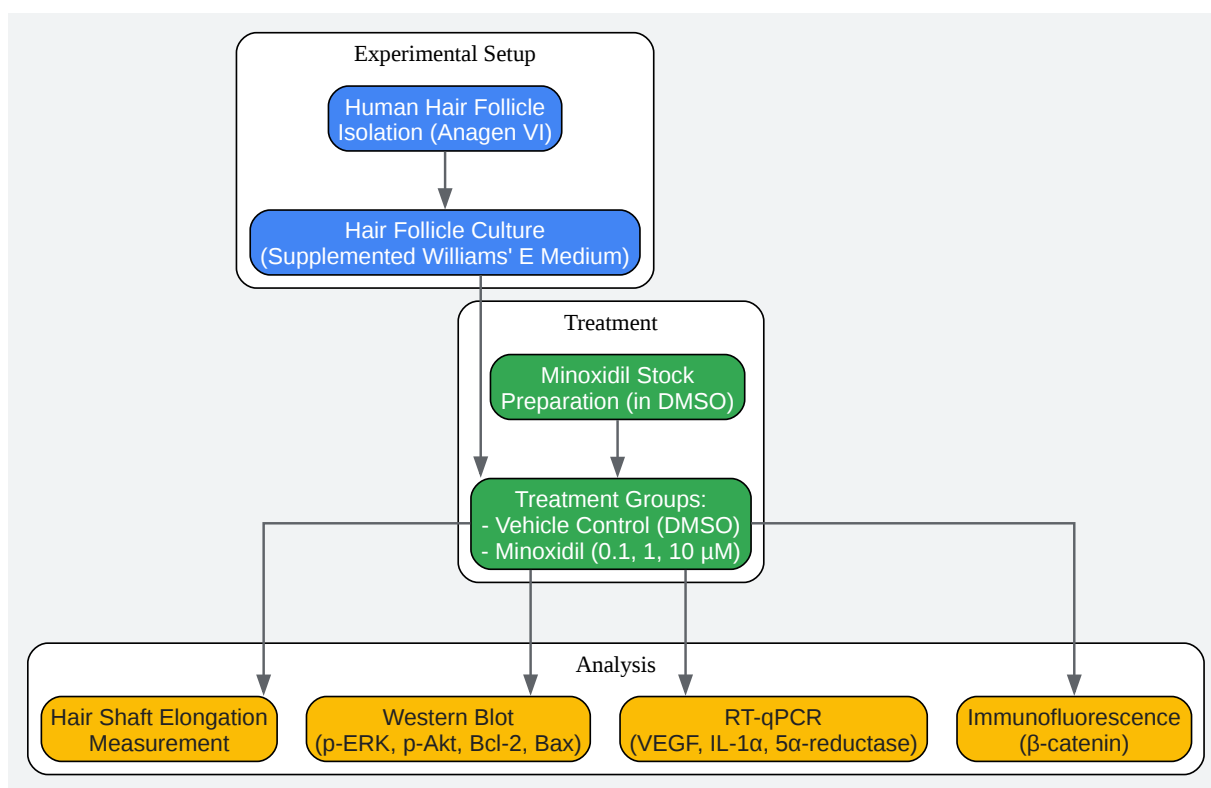 Experimental Setup
Human Hair Follicle
Isolation (Anagen VI)
Hair Follicle Culture
(Supplemented Williams' E Medium)
Treatment
Minoxidil Stock
Preparation (in DMSO)
Treatment Groups:
- Vehicle Control (DMSO)
- Minoxidil (0.1, 1, 10 µM)
Analysis
Hair Shaft Elongation
Measurement
Western Blot
(p-ERK, p-Akt, Bcl-2, Bax)
RT-qPCR
(VEGF, IL-1α, 5α-reductase)
Immunofluorescence
(β-catenin)